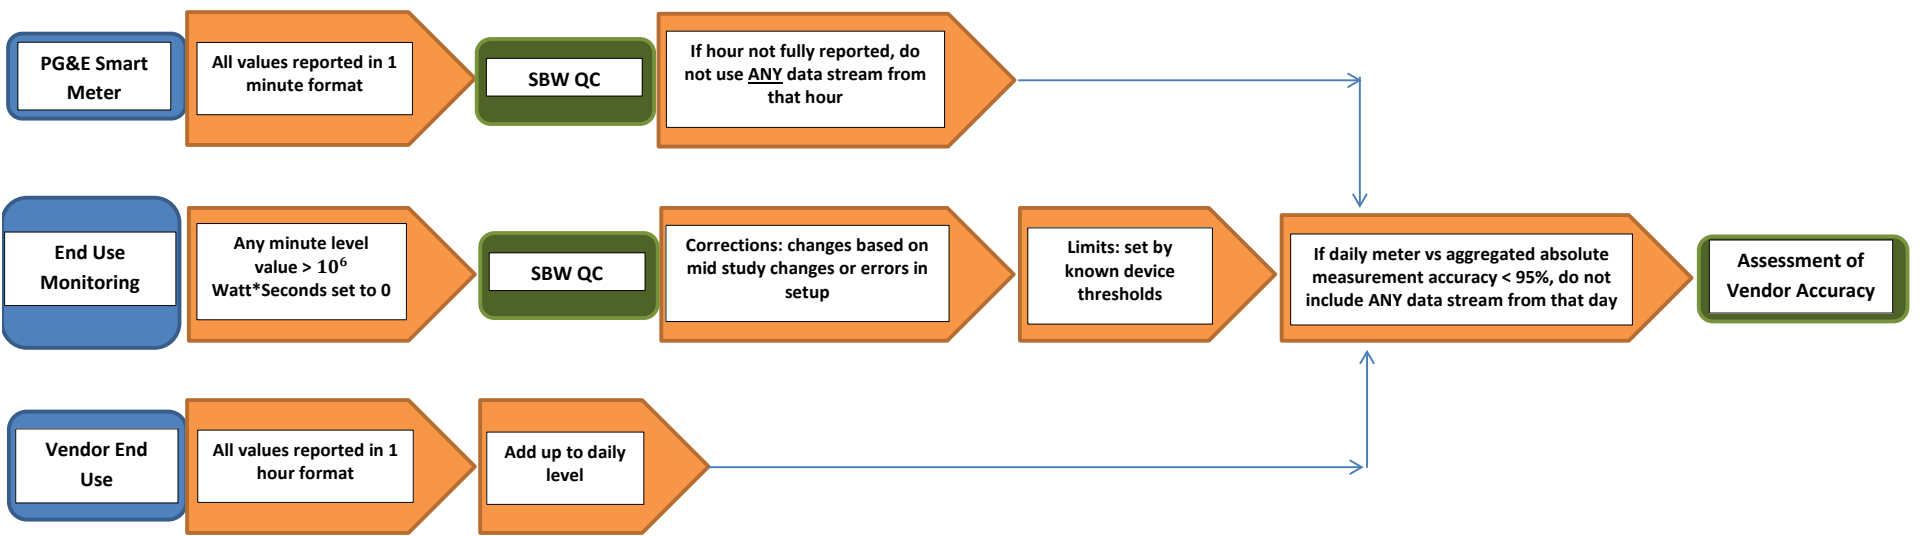 PG&E Smart
Meter
All values reported in 1
minute format
SBW QC
If hour not fully reported, do
not use ANY data stream from
that hour
End Use
Monitoring
Any minute level
value > 10⁶
Watt*Seconds set to 0
SBW QC
Corrections: changes based on
mid study changes or errors in
setup
Limits: set by
known device
thresholds
If daily meter vs aggregated absolute
measurement accuracy < 95%, do not
include ANY data stream from that day
Assessment of
Vendor Accuracy
Vendor End
Use
All values reported in 1
hour format
Add up to daily
level